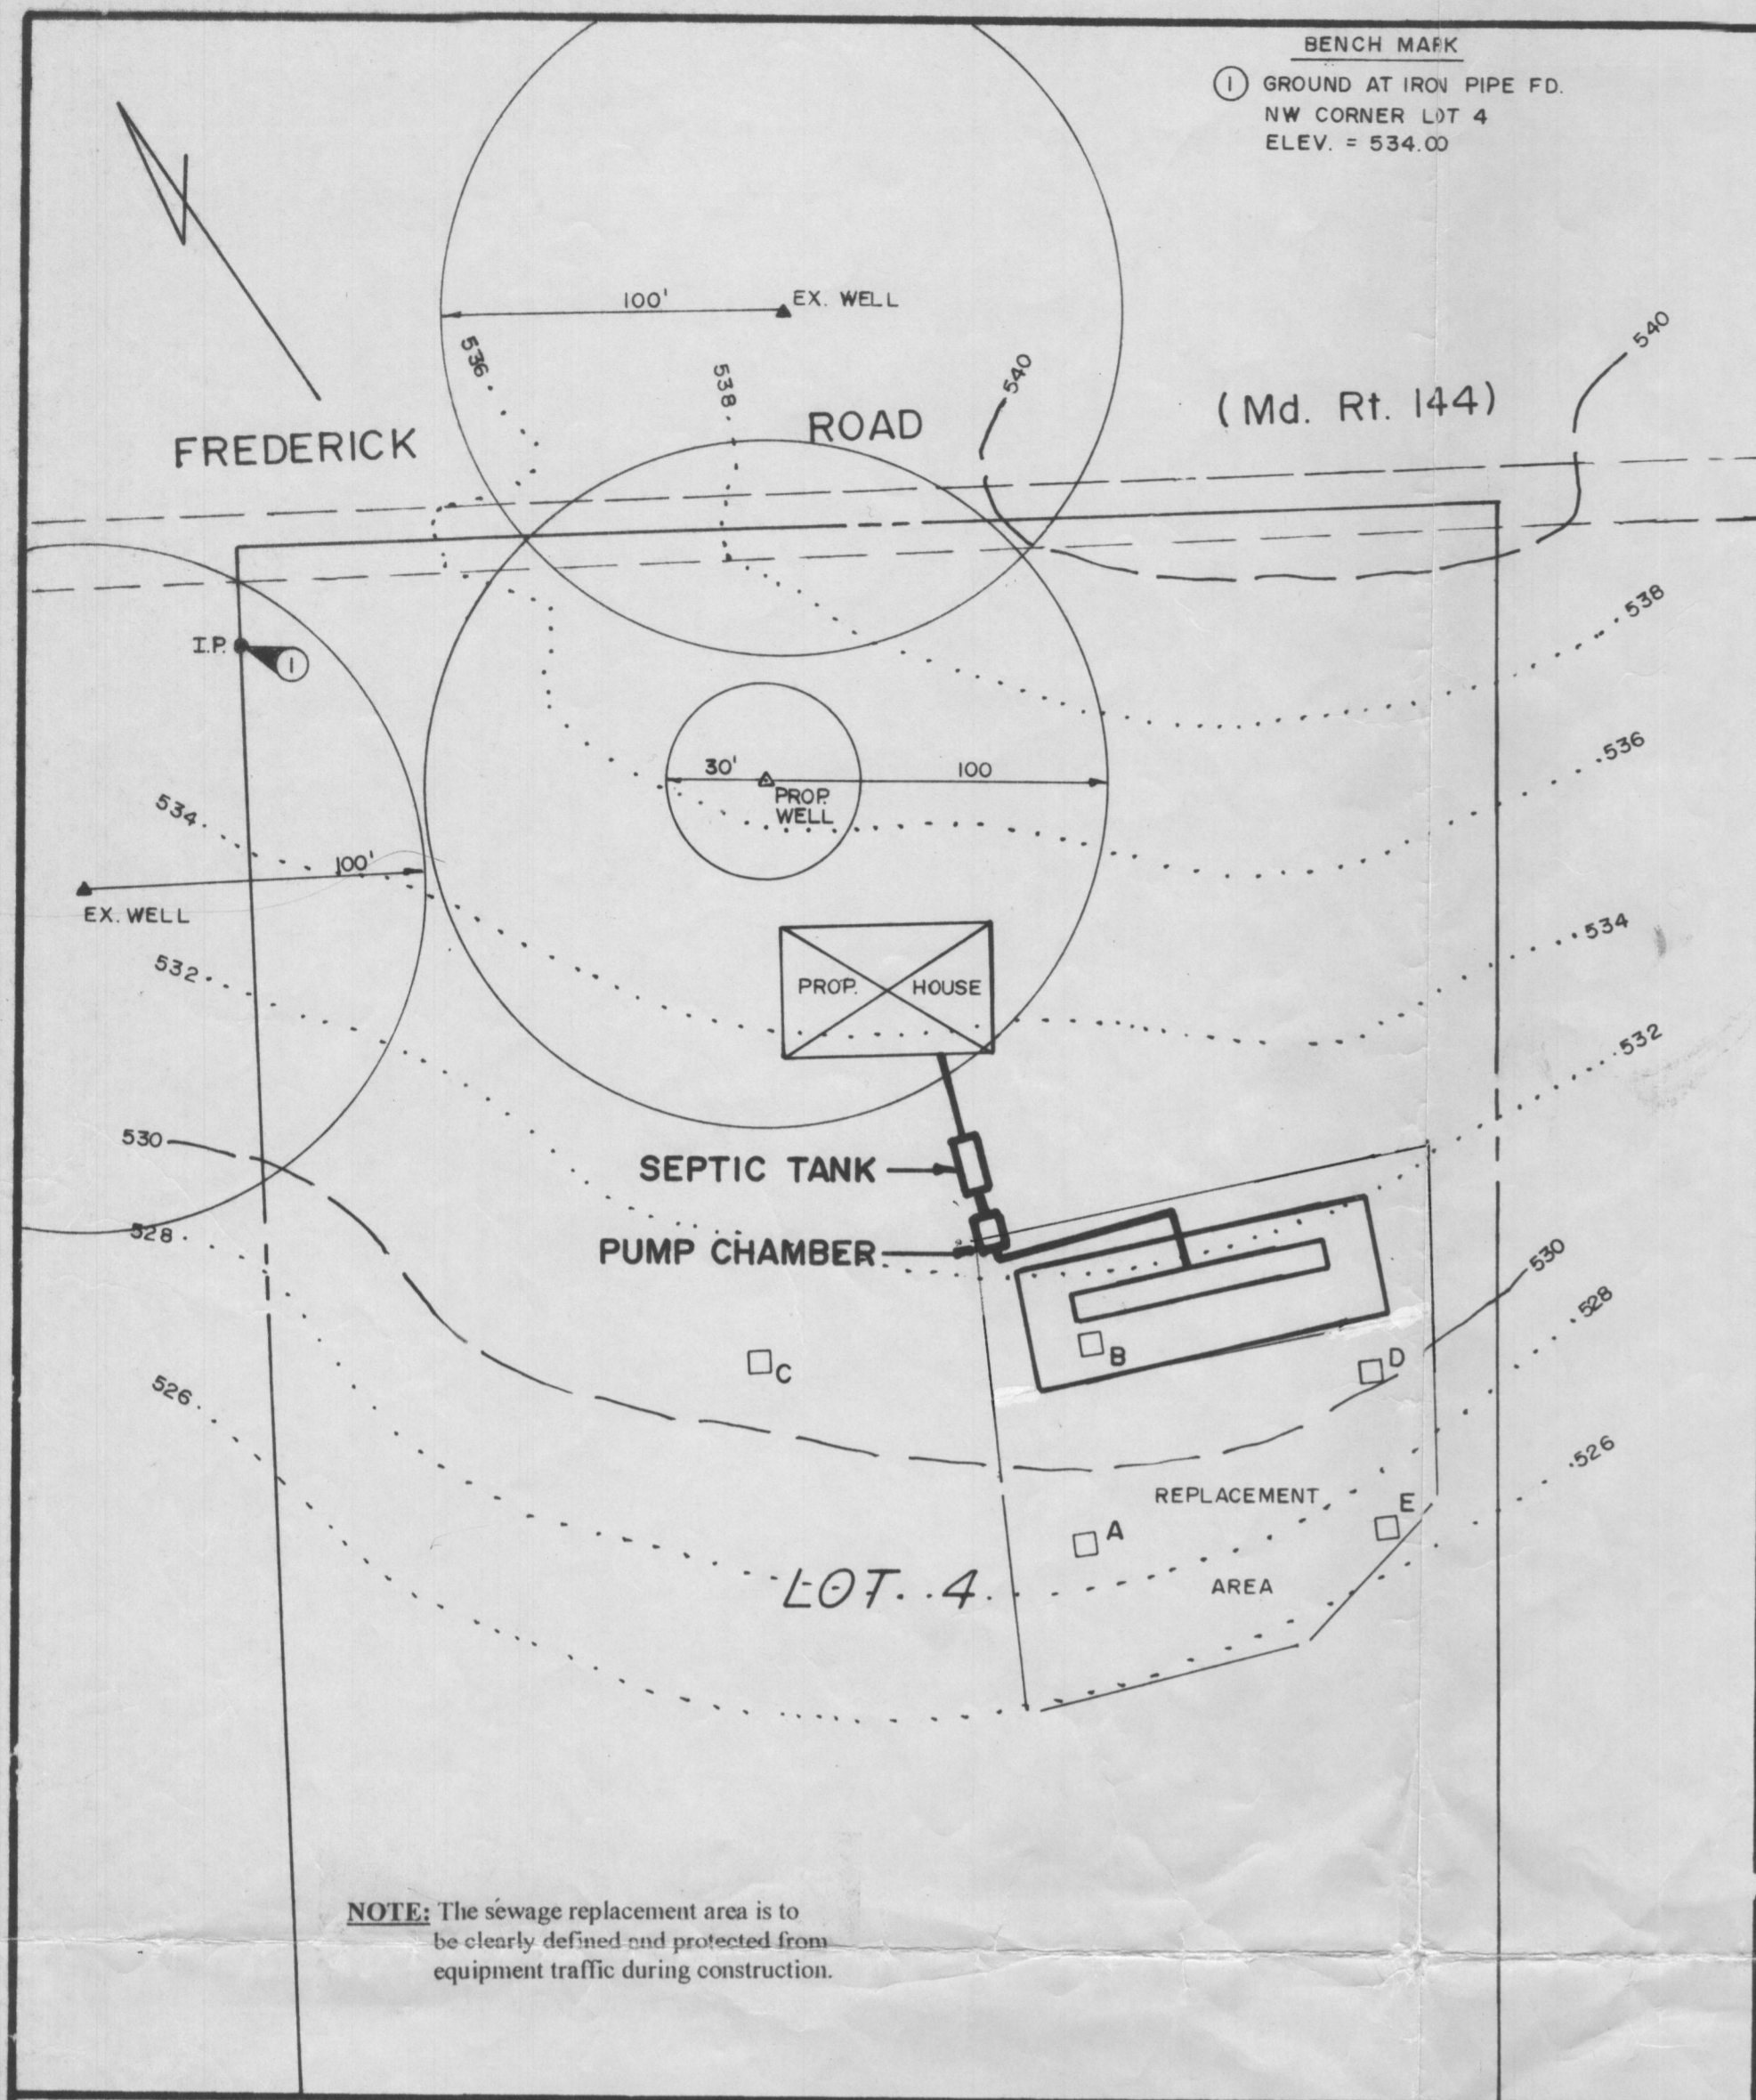 BENCH MARK
1 GROUND AT IRON PIPE FD.
NW CORNER LOT 4
ELEV. = 534.00
100'
EX. WELL
536
538
540
540
FREDERICK ROAD (Md. Rt. 144)
538
I.P.
1
536
30'
100
PROP.
WELL
534
100'
EX. WELL
534
532
PROP. HOUSE
532
530
SEPTIC TANK
528
PUMP CHAMBER
530
528
B
C
D
526
526
REPLACEMENT
E
A
AREA
LOT 4
NOTE: The sewage replacement area is to
be clearly defined and protected from
equipment traffic during construction.